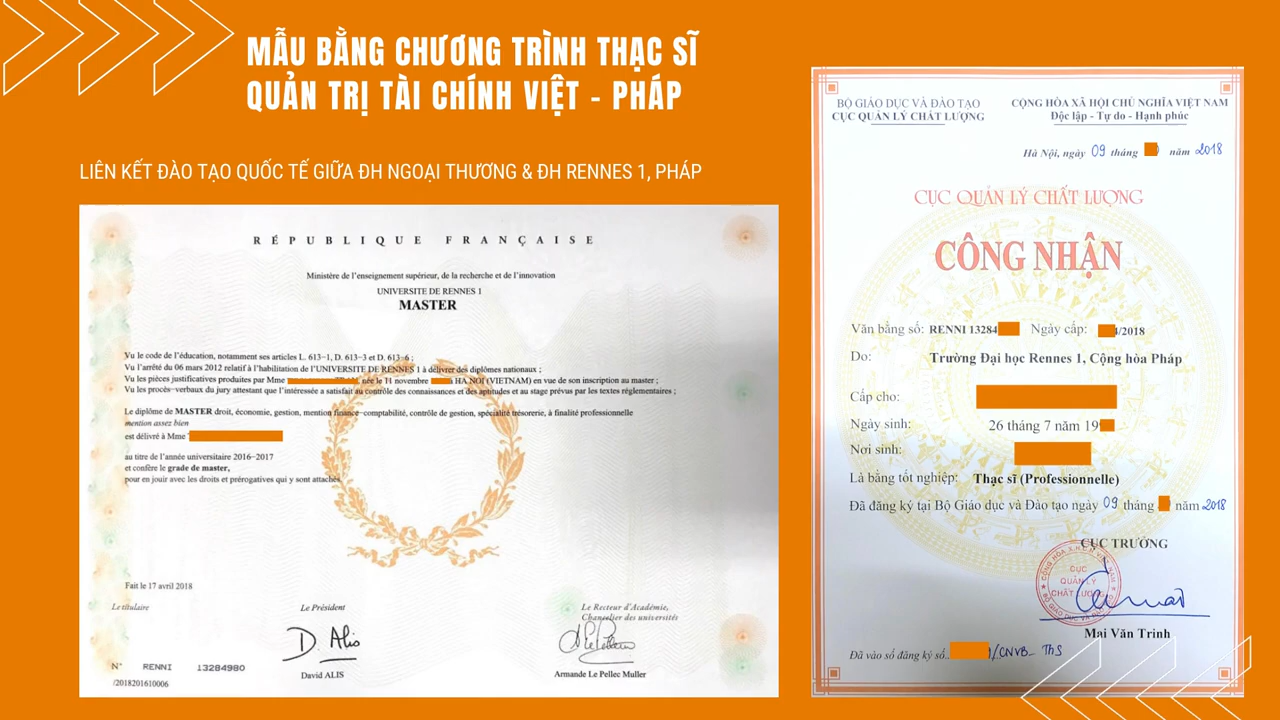 MẪU BẰNG CHƯƠNG TRÌNH THẠC SĨ
QUẢN TRỊ TÀI CHÍNH VIỆT - PHÁP
LIÊN KẾT ĐÀO TẠO QUỐC TẾ GIỮA ĐH NGOẠI THƯƠNG & ĐH RENNES 1, PHÁP
RÉPUBLIQUE FRANÇAISE
Ministère de l'enseignement supérieur, de la recherche et de l'innovation
UNIVERSITE DE RENNES 1
MASTER
Vu le code de l'éducation, notamment ses articles L. 613-1, D. 613-3 et D. 613-6 ;
Vu l'arrêté du 06 mars 2012 relatif à l'habilitation de l'UNIVERSITE DE RENNES 1 à délivrer des diplômes nationaux ;
Vu les pièces justificatives produites par Mme , née le 11 novembre à HA NOI (VIETNAM) en vue de son inscription au master ;
Vu les procès-verbaux du jury attestant que l'intéressée a satisfait au contrôle des connaissances et des aptitudes et au stage prévus par les textes réglementaires ;
Le diplôme de MASTER droit, économie, gestion, mention finance-comptabilité, contrôle de gestion, spécialité trésorerie, à finalité professionnelle
mention assez bien
est délivré à Mme
au titre de l'année universitaire 2016-2017
et confère le grade de master,
pour en jouir avec les droits et prérogatives qui y sont attachés.
Fait le 17 avril 2018
Le titulaire
Le Président
Le Recteur d'Académie,
Chancelier des universités
D. Alis
N° RENNI 13284980
/2018201610006
David ALIS
Armande Le Pellec Muller
BỘ GIÁO DỤC VÀ ĐÀO TẠO
CỤC QUẢN LÝ CHẤT LƯỢNG
CỘNG HÒA XÃ HỘI CHỦ NGHĨA VIỆT NAM
Độc lập - Tự do - Hạnh phúc
Hà Nội, ngày 09 tháng năm 2018
CỤC QUẢN LÝ CHẤT LƯỢNG
CÔNG NHẬN
Văn bằng số: RENNI 13284 Ngày cấp: /2018
Do: Trường Đại học Rennes 1, Cộng hòa Pháp
Cấp cho:
Ngày sinh: 26 tháng 7 năm 19
Nơi sinh:
Là bằng tốt nghiệp: Thạc sĩ (Professionnelle)
Đã đăng ký tại Bộ Giáo dục và Đào tạo ngày 09 tháng năm 2018
CỤC TRƯỞNG
CỤC
QUẢN LÝ
CHẤT LƯỢNG
Mai Văn Trinh
Đã vào sổ đăng ký số /CNVB- ThS